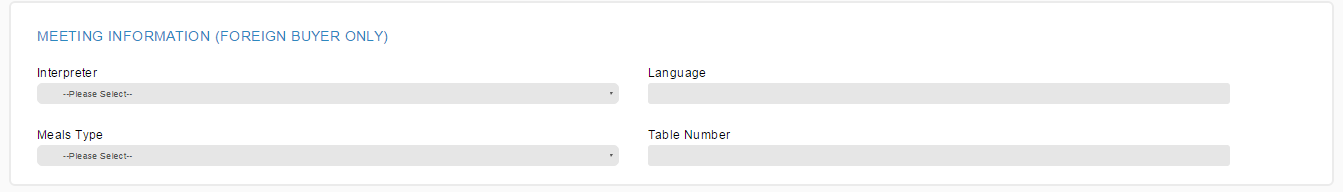 MEETING INFORMATION (FOREIGN BUYER ONLY)
Interpreter
Language
--Please Select--
Meals Type
Table Number
--Please Select--